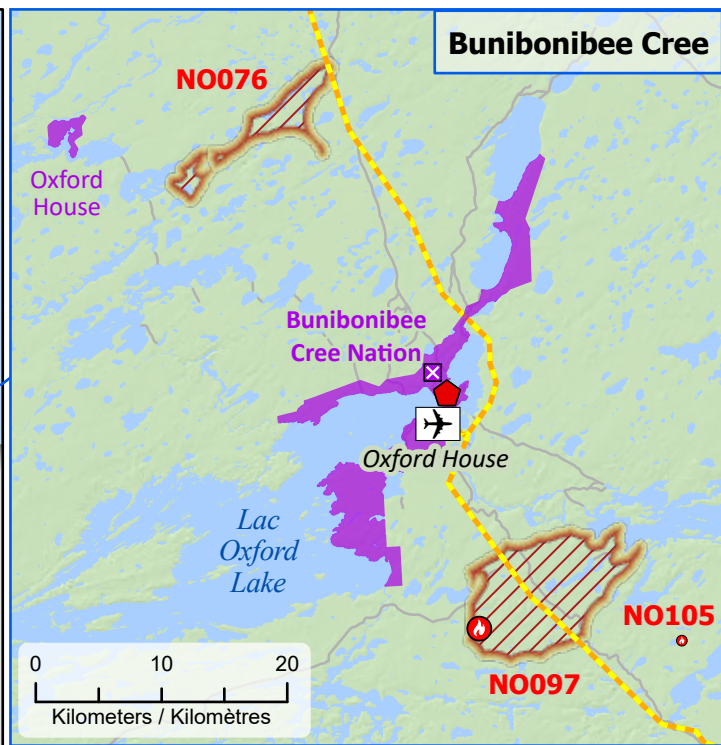 Bunibonibee Cree
NO076
Oxford
House
Bunibonibee
Cree Nation
Oxford House
Lac
Oxford
Lake
NO105
NO097
0 10 20
Kilometers / Kilomètres